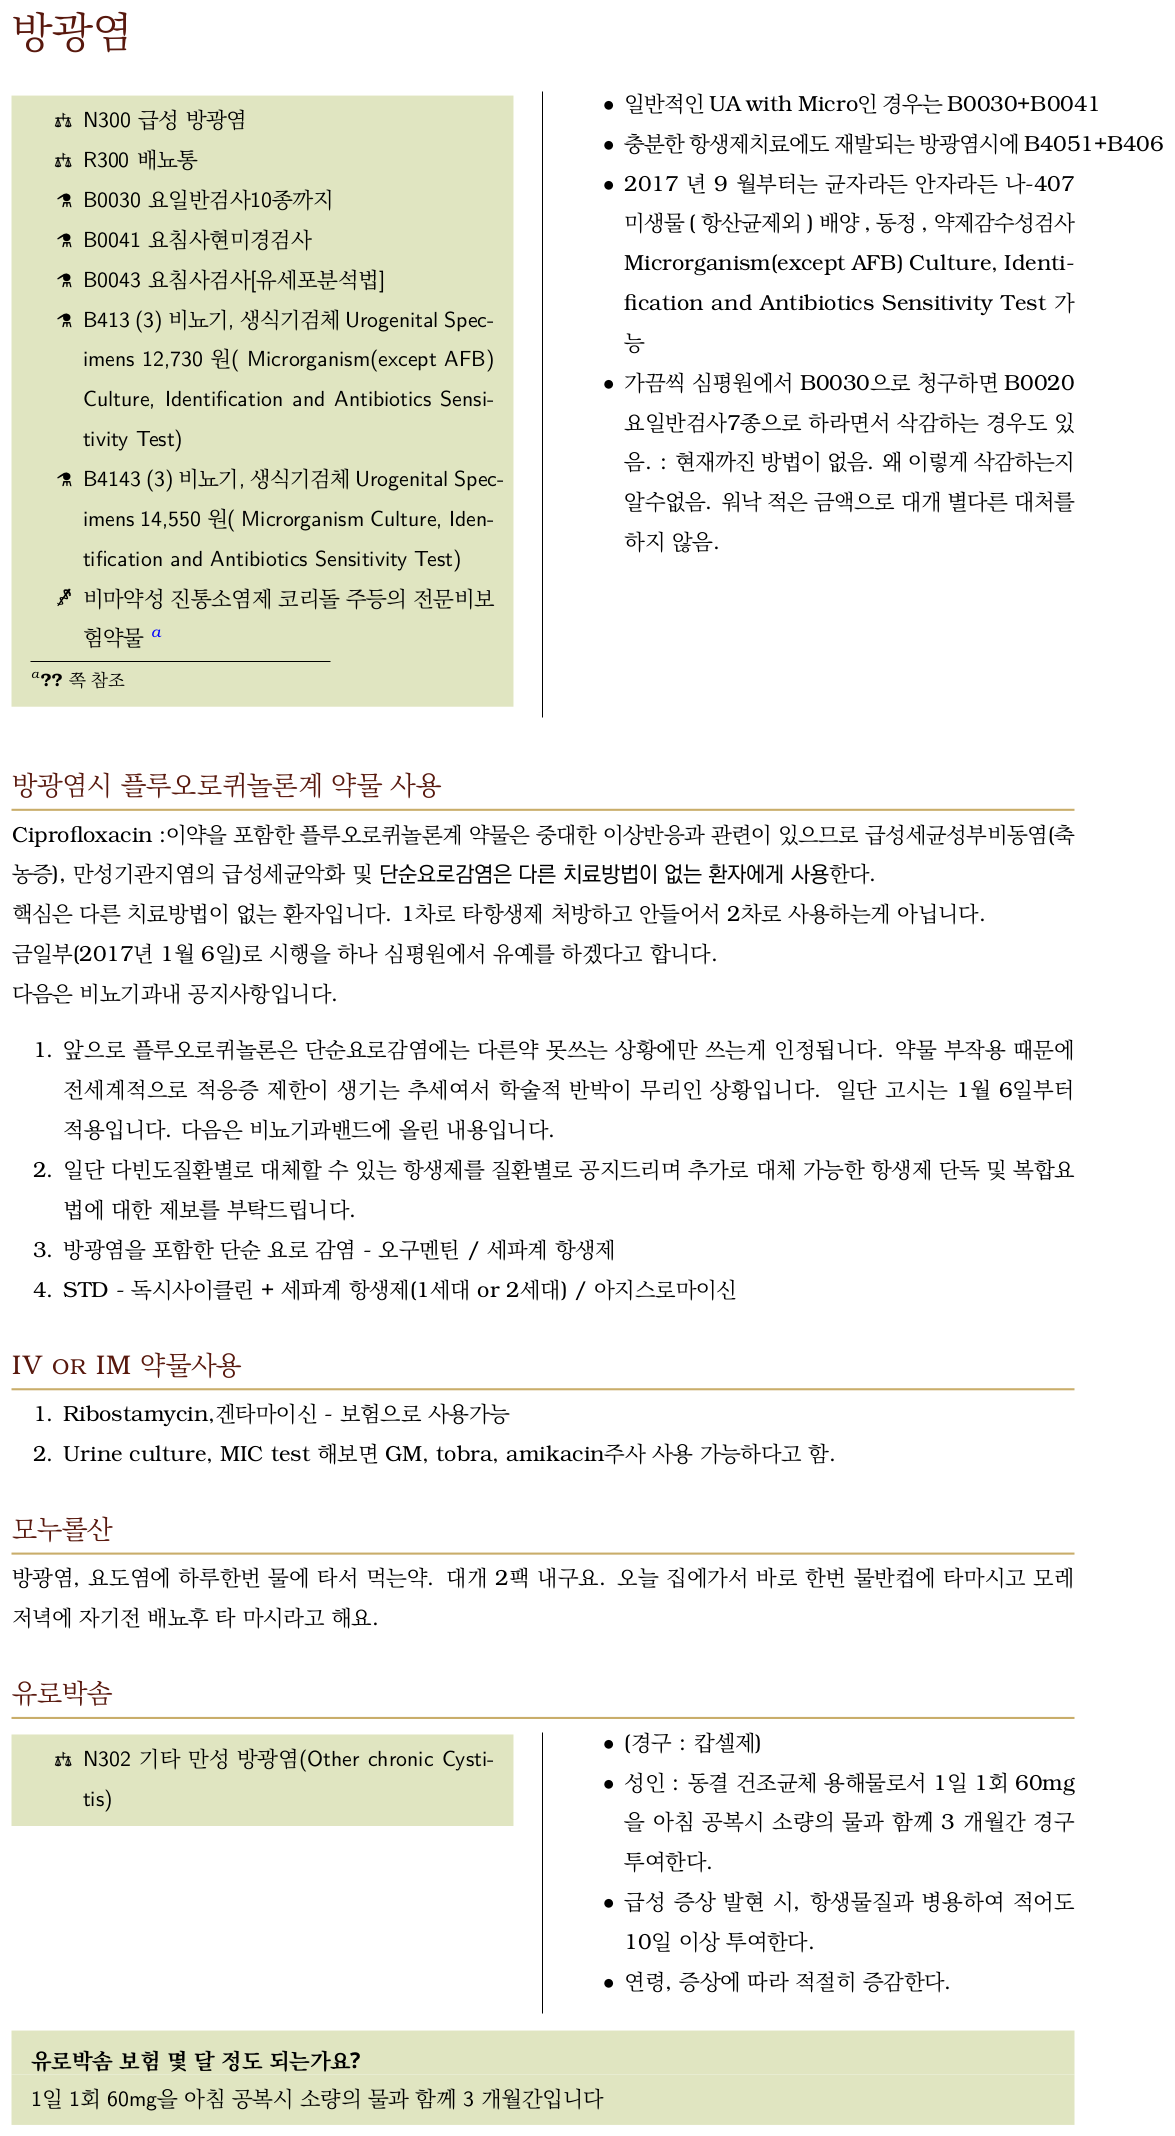 방광염
N300 급성 방광염
R300 배뇨통
B0030 요일반검사10종까지
B0041 요침사현미경검사
B0043 요침사검사[유세포분석법]
B413 (3) 비뇨기, 생식기검체 Urogenital Spec-
imens 12,730 원( Microrganism(except AFB)
Culture, Identification and Antibiotics Sensi-
tivity Test)
B4143 (3) 비뇨기, 생식기검체 Urogenital Spec-
imens 14,550 원( Microrganism Culture, Iden-
tification and Antibiotics Sensitivity Test)
비마약성 진통소염제 코리돌 주등의 전문비보
험약물 a
a?? 쪽 참조
• 일반적인 UA with Micro인 경우는 B0030+B0041
• 충분한 항생제치료에도 재발되는 방광염시에 B4051+B406
• 2017 년 9 월부터는 균자라든 안자라든 나-407
미생물 ( 항산균제외 ) 배양 , 동정 , 약제감수성검사
Microrganism(except AFB) Culture, Identi-
fication and Antibiotics Sensitivity Test 가
능
• 가끔씩 심평원에서 B0030으로 청구하면 B0020
요일반검사7종으로 하라면서 삭감하는 경우도 있
음. : 현재까진 방법이 없음. 왜 이렇게 삭감하는지
알수없음. 워낙 적은 금액으로 대개 별다른 대처를
하지 않음.
방광염시 플루오로퀴놀론계 약물 사용
Ciprofloxacin :이약을 포함한 플루오로퀴놀론계 약물은 중대한 이상반응과 관련이 있으므로 급성세균성부비동염(축
농증), 만성기관지염의 급성세균악화 및 단순요로감염은 다른 치료방법이 없는 환자에게 사용한다.
핵심은 다른 치료방법이 없는 환자입니다. 1차로 타항생제 처방하고 안들어서 2차로 사용하는게 아닙니다.
금일부(2017년 1월 6일)로 시행을 하나 심평원에서 유예를 하겠다고 합니다.
다음은 비뇨기과내 공지사항입니다.
1. 앞으로 플루오로퀴놀론은 단순요로감염에는 다른약 못쓰는 상황에만 쓰는게 인정됩니다. 약물 부작용 때문에
전세계적으로 적응증 제한이 생기는 추세여서 학술적 반박이 무리인 상황입니다. 일단 고시는 1월 6일부터
적용입니다. 다음은 비뇨기과밴드에 올린 내용입니다.
2. 일단 다빈도질환별로 대체할 수 있는 항생제를 질환별로 공지드리며 추가로 대체 가능한 항생제 단독 및 복합요
법에 대한 제보를 부탁드립니다.
3. 방광염을 포함한 단순 요로 감염 - 오구멘틴 / 세파계 항생제
4. STD - 독시사이클린 + 세파계 항생제(1세대 or 2세대) / 아지스로마이신
IV OR IM 약물사용
1. Ribostamycin,겐타마이신 - 보험으로 사용가능
2. Urine culture, MIC test 해보면 GM, tobra, amikacin주사 사용 가능하다고 함.
모누롤산
방광염, 요도염에 하루한번 물에 타서 먹는약. 대개 2팩 내구요. 오늘 집에가서 바로 한번 물반컵에 타마시고 모레
저녁에 자기전 배뇨후 타 마시라고 해요.
유로박솜
N302 기타 만성 방광염(Other chronic Cysti-
tis)
• (경구 : 캅셀제)
• 성인 : 동결 건조균체 용해물로서 1일 1회 60mg
을 아침 공복시 소량의 물과 함께 3 개월간 경구
투여한다.
• 급성 증상 발현 시, 항생물질과 병용하여 적어도
10일 이상 투여한다.
• 연령, 증상에 따라 적절히 증감한다.
유로박솜 보험 몇 달 정도 되는가요?
1일 1회 60mg을 아침 공복시 소량의 물과 함께 3 개월간입니다